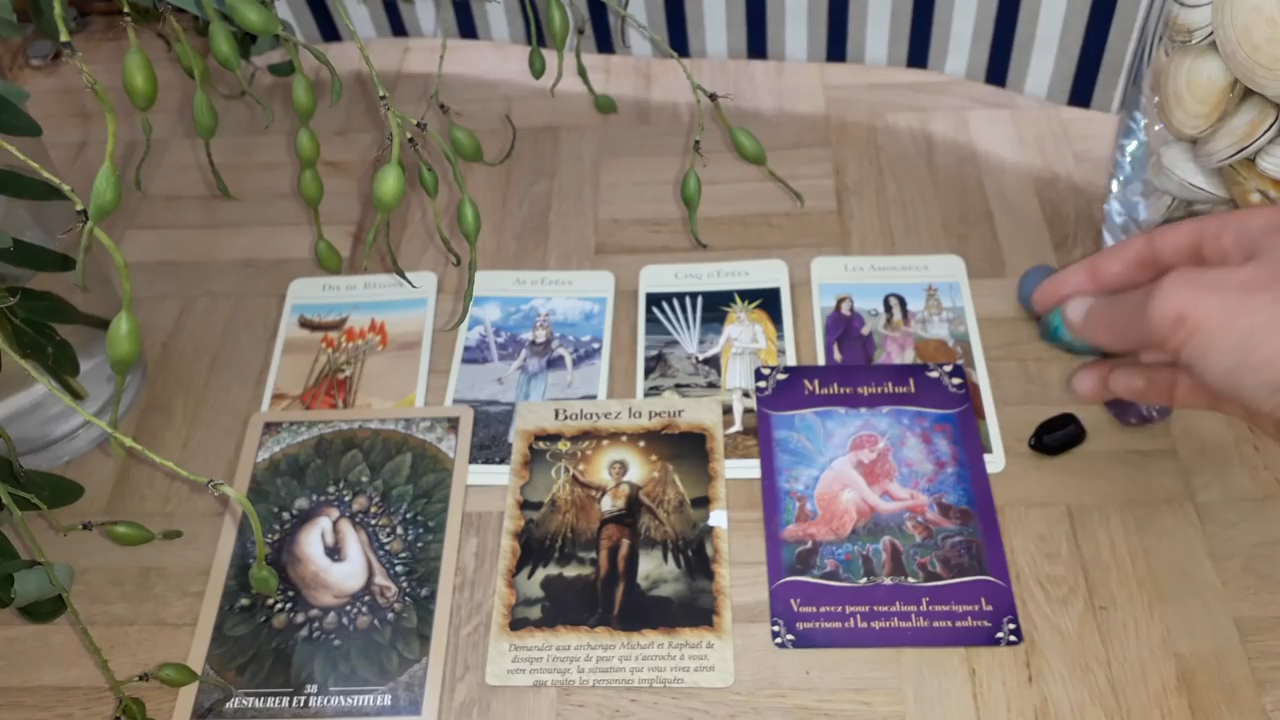 DIX DE BÂTONS
AS D'ÉPÉES
CINQ D'ÉPÉES
LES AMOUREUX
Maître spirituel
Vous avez pour vocation d'enseigner la
guérison et la spiritualité aux autres.
Balayez la peur
Demandez aux archanges Michaël et Raphaël de
dissiper l'énergie de peur qui s'accroche à vous,
votre entourage, la situation que vous vivez ainsi
que toutes les personnes impliquées.
38
RESTAURER ET RECONSTITUER